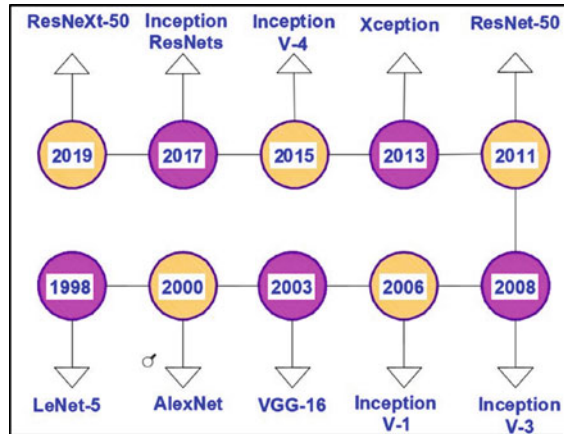 ResNeXt-50
Inception
ResNets
Inception
V-4
Xception
ResNet-50
2019
2017
2015
2013
2011
1998
2000
2003
2006
2008
LeNet-5
AlexNet
VGG-16
Inception
V-1
Inception
V-3